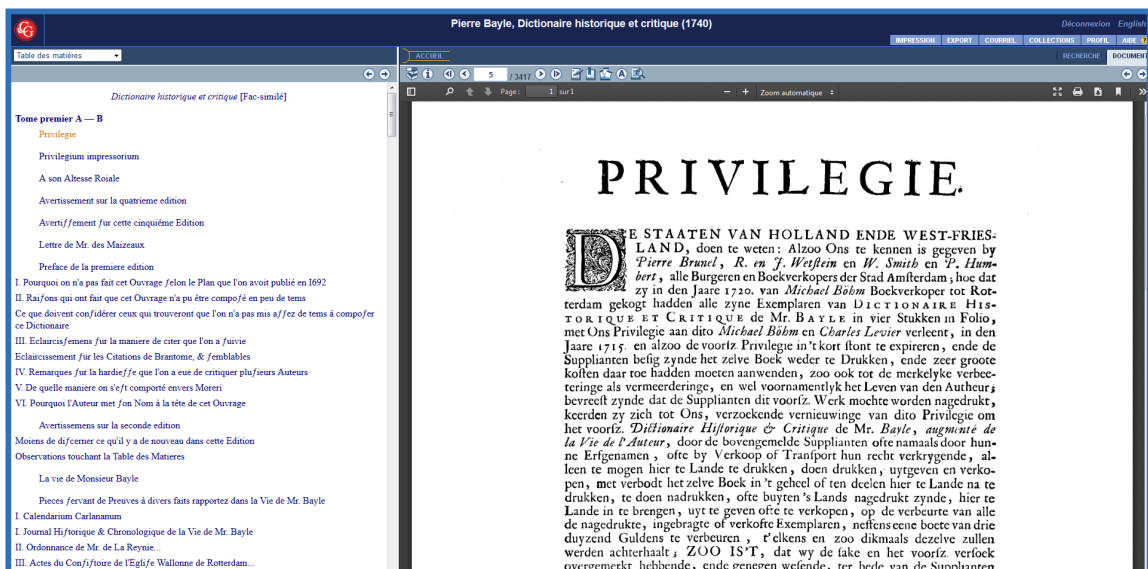 CG
Pierre Bayle, Dictionaire historique et critique (1740)
Déconnexion English
IMPRESSION EXPORT COURRIEL COLLECTIONS PROFIL AIDE ?
Table des matières
ACCUEIL
RECHERCHE DOCUMENT
5 / 3417
Page: 1 sur 1
− + Zoom automatique
Dictionaire historique et critique [Fac-similé]
Tome premier A — B
Privilegie
Privilegium impressorium
A son Altesse Roiale
Avertissement sur la quatrieme edition
Avertiſſement ſur cette cinquiéme Edition
Lettre de Mr. des Maizeaux
Preface de la premiere edition
I. Pourquoi on n'a pas fait cet Ouvrage ſelon le Plan que l'on avoit publié en I692
II. Raiſons qui ont fait que cet Ouvrage n'a pu être compoſé en peu de tems
Ce que doivent conſidérer ceux qui trouveront que l'on n'a pas mis aſſez de tems à compoſer
ce Dictionaire
III. Eclairciſſemens ſur la maniere de citer que l'on a ſuivie
Eclaircissement ſur les Citations de Brantome, & ſemblables
IV. Remarques ſur la hardieſſe que l'on a eue de critiquer pluſieurs Auteurs
V. De quelle maniere on s'eſt comporté envers Moreri
VI. Pourquoi l'Auteur met ſon Nom à la tête de cet Ouvrage
Avertissemens sur la seconde edition
Moiens de diſcerner ce qu'il y a de nouveau dans cette Edition
Observations touchant la Table des Matieres
La vie de Monsieur Bayle
Pieces ſervant de Preuves à divers faits rapportez dans la Vie de Mr. Bayle
I. Calendarium Carlananum
I. Journal Hiſtorique & Chronologique de la Vie de Mr. Bayle
II. Ordonnance de Mr. de La Reynie...
III. Actes du Conſiſtoire de l'Egliſe Wallonne de Rotterdam...
PRIVILEGIE.
DE STAATEN VAN HOLLAND ENDE WEST-FRIES-
LAND, doen te weten: Alzoo Ons te kennen is gegeven by
Pierre Brunel, R. en J. Wetſtein en W. Smith en P. Hum-
bert, alle Burgeren en Boekverkopers der Stad Amſterdam; hoe dat
zy in den Jaare 1720. van Michael Böhm Boekverkoper tot Rot-
terdam gekogt hadden alle zyne Exemplaren van DICTIONAIRE HIS-
TORIQUE ET CRITIQUE de Mr. BAYLE in vier Stukken in Folio,
met Ons Privilegie aan dito Michael Böhm en Charles Levier verleent, in den
Jaare 1715. en alzoo de voorſz. Privilegie in 't kort ſtont te expireren, ende de
Supplianten beſig zynde het zelve Boek weder te Drukken, ende zeer groote
koſten daar toe hadden moeten aanwenden, zoo ook tot de merkelyke verbee-
teringe als vermeerderinge, en wel voornamentlyk het Leven van den Autheur;
bevreeſt zynde dat de Supplianten dit voorſz. Werk mochte worden nagedrukt,
keerden zy zich tot Ons, verzoekende vernieuwinge van dito Privilegie om
het voorſz. Dictionaire Hiſtorique & Critique de Mr. Bayle, augmenté de
la Vie de l'Auteur, door de bovengemelde Supplianten ofte namaals door hun-
ne Erfgenamen, ofte by Verkoop of Tranſport hun recht verkrygende, al-
leen te mogen hier te Lande te drukken, doen drukken, uytgeven en verko-
pen, met verbodt het zelve Boek in 't geheel of ten deelen hier te Lande na te
drukken, te doen nadrukken, ofte buyten 's Lands nagedrukt zynde, hier te
Lande in te brengen, uyt te geven ofte te verkopen, op de verbeurte van alle
de nagedrukte, ingebragte of verkofte Exemplaren, neffens eene boete van drie
duyzend Guldens te verbeuren, t'elkens en zoo dikmaals dezelve zullen
werden achterhaalt; ZOO IS'T, dat wy de ſake en het voorſz. verſoek
overgemerkt hebbende, ende genegen weſende, ter bede van de Supplianten